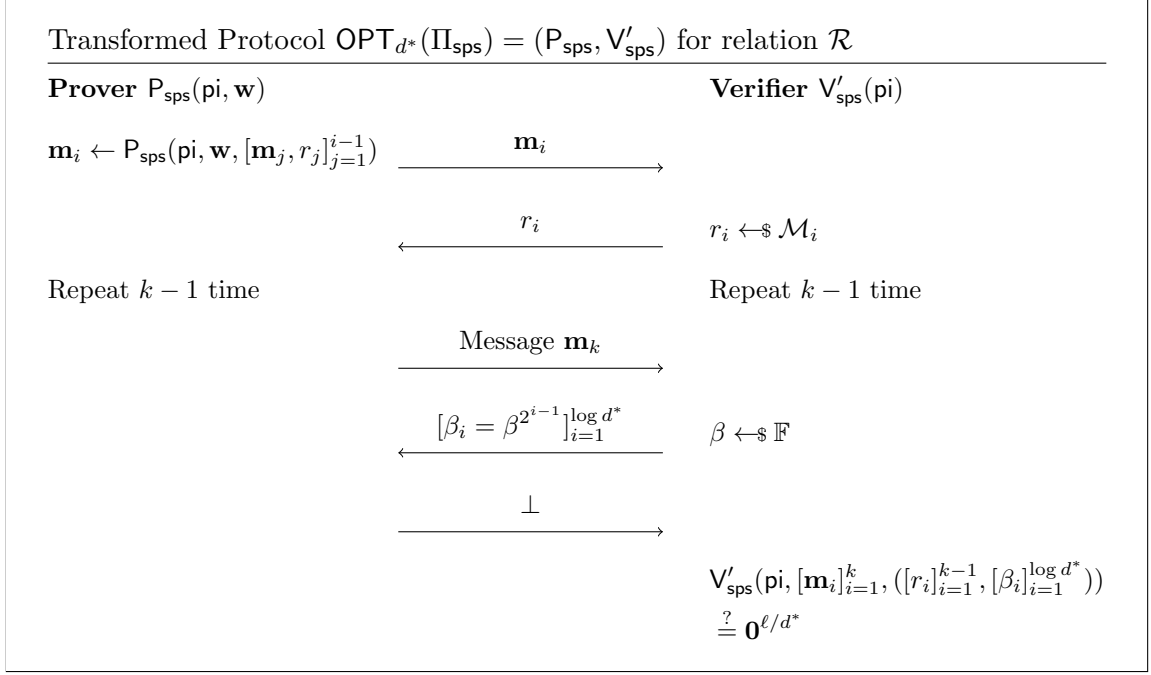 Transformed Protocol OPT_{d*}(Π_sps) = (P_sps, V′_sps) for relation ℛ
Prover P_sps(pi, w) Verifier V′_sps(pi)
m_i ← P_sps(pi, w, [m_j, r_j]_{j=1}^{i−1}) m_i
r_i r_i ←$ ℳ_i
Repeat k − 1 time Repeat k − 1 time
Message m_k
[β_i = β^{2^{i−1}}]_{i=1}^{log d*} β ←$ 𝔽
⊥
V′_sps(pi, [m_i]_{i=1}^{k}, ([r_i]_{i=1}^{k−1}, [β_i]_{i=1}^{log d*}))
≟ 0^{ℓ/d*}